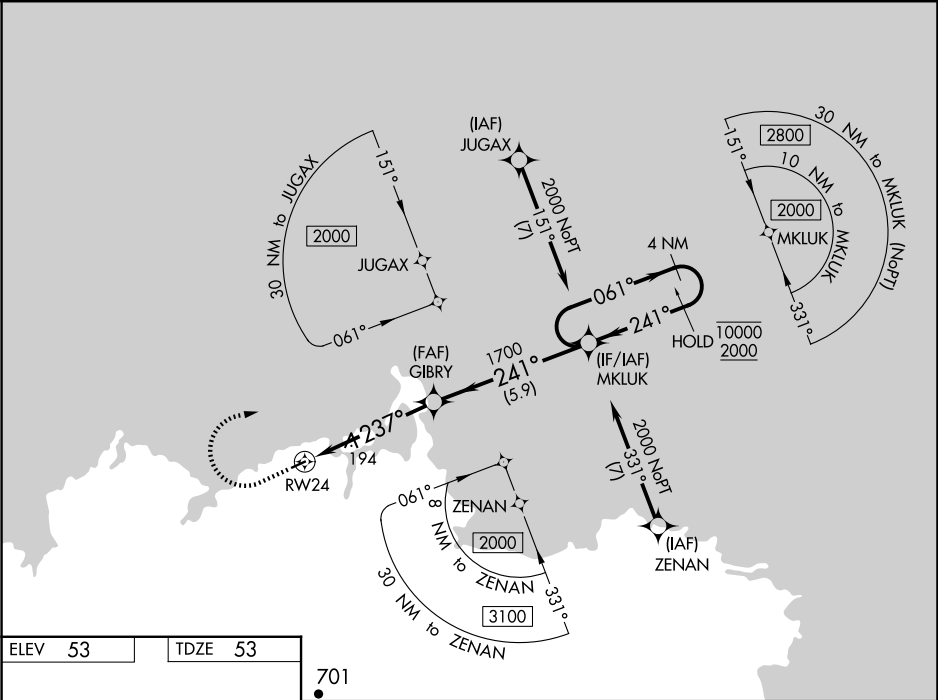 (IAF)
JUGAX
2000 NoPT
151°
(7)
30 NM to JUGAX
151°
2000
JUGAX
061°
30 NM to MKLUK (NoPT)
2800
151°
10 NM to MKLUK
2000
MKLUK
331°
4 NM
061°
241°
HOLD
10000
2000
(IF/IAF)
MKLUK
1700
241°
(5.9)
(FAF)
GIBRY
237°
194
RW24
2000 NoPT
331°
(7)
(IAF)
ZENAN
061°
ZENAN
8 NM to ZENAN
2000
331°
30 NM to ZENAN
3100
ELEV 53
TDZE 53
701